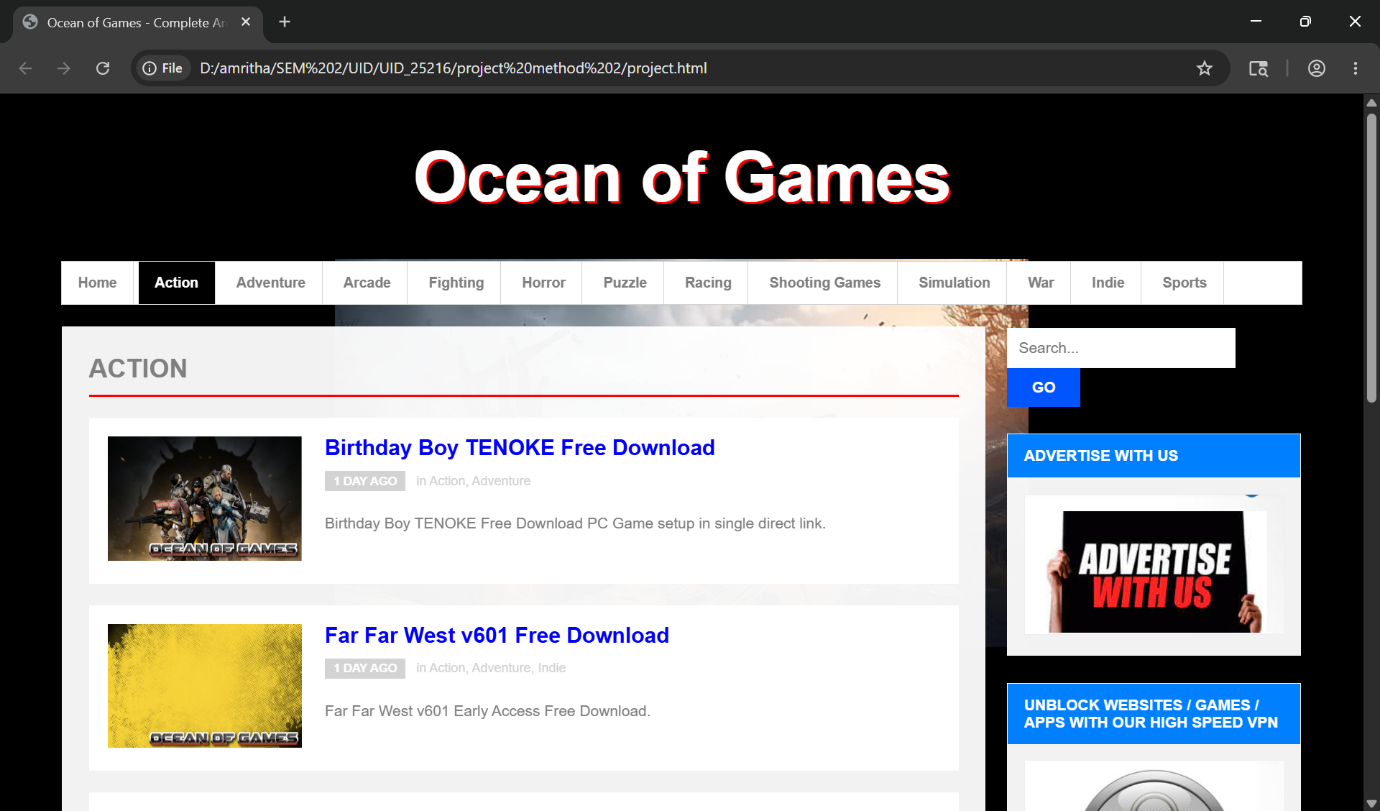 Ocean of Games - Complete An
File
D:/amritha/SEM%202/UID/UID_25216/project%20method%202/project.html
Ocean of Games
Home Action Adventure Arcade Fighting Horror Puzzle Racing Shooting Games Simulation War Indie Sports
ACTION
Birthday Boy TENOKE Free Download
1 DAY AGO in Action, Adventure
Birthday Boy TENOKE Free Download PC Game setup in single direct link.
OCEAN OF GAMES
Far Far West v601 Free Download
1 DAY AGO in Action, Adventure, Indie
Far Far West v601 Early Access Free Download.
OCEAN OF GAMES
Search...
GO
ADVERTISE WITH US
ADVERTISE
WITH US
UNBLOCK WEBSITES / GAMES /
APPS WITH OUR HIGH SPEED VPN